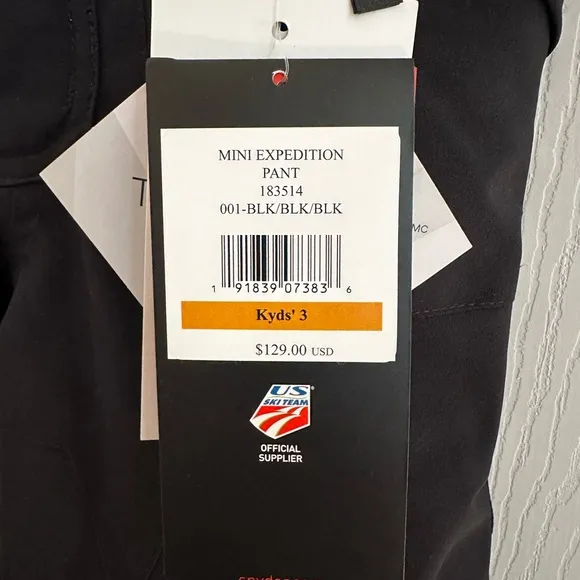 MINI EXPEDITION
PANT
183514
001-BLK/BLK/BLK
1 91839 07383 6
Kyds' 3
$129.00 USD
US
SKI TEAM
OFFICIAL
SUPPLIER
T
MC